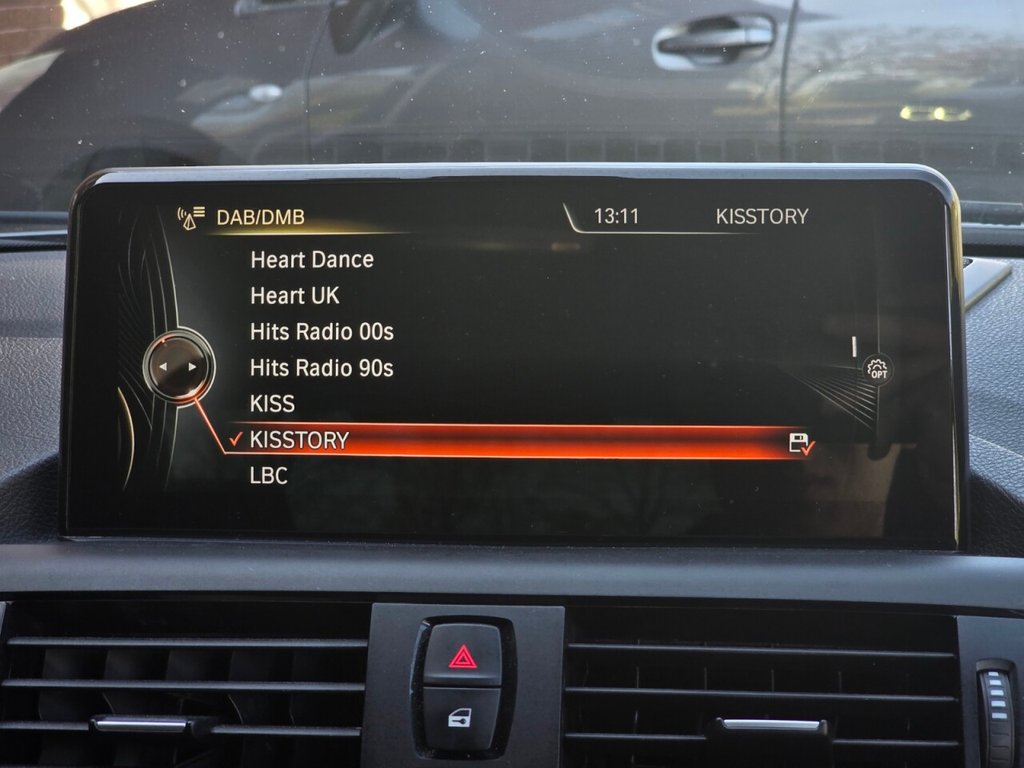 DAB/DMB
13:11
KISSTORY
Heart Dance
Heart UK
Hits Radio 00s
Hits Radio 90s
KISS
KISSTORY
LBC
OPT